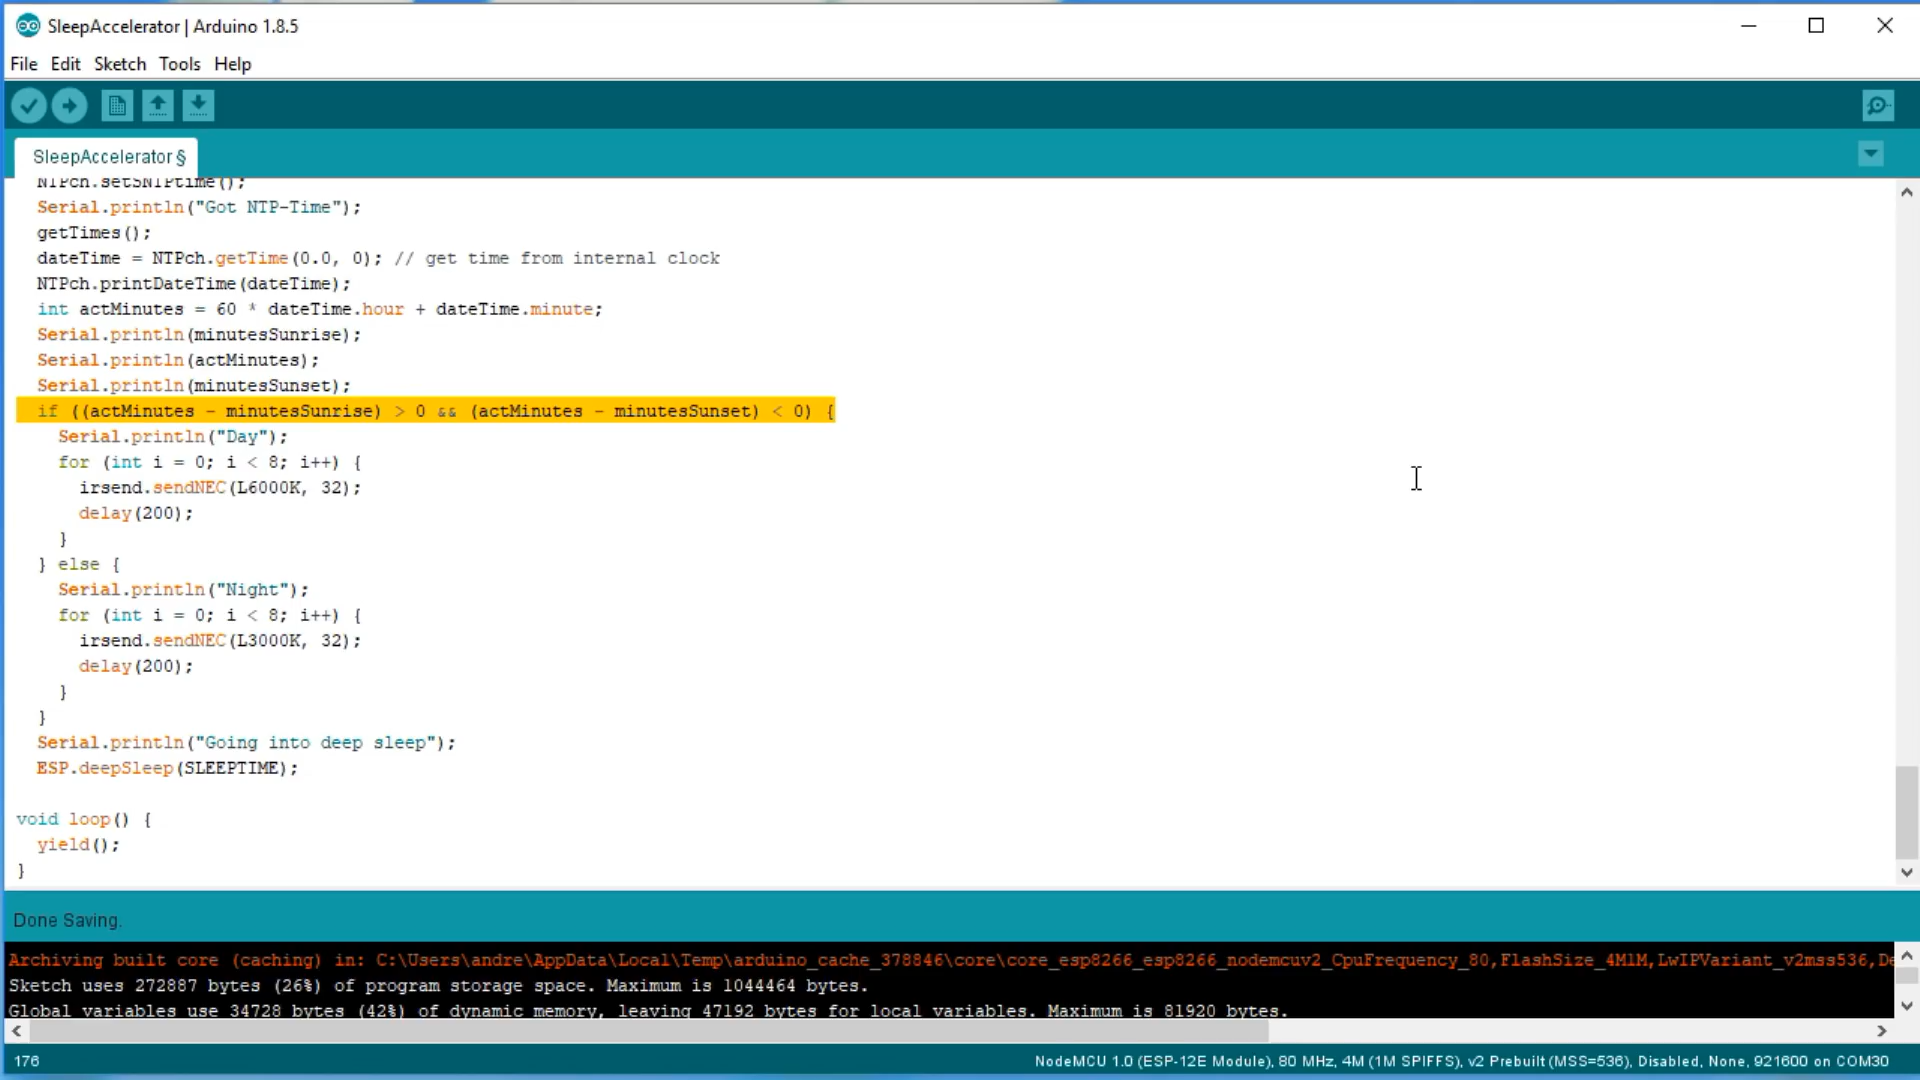 SleepAccelerator | Arduino 1.8.5
File Edit Sketch Tools Help
SleepAccelerator §
NTPch.setSNTPtime();
Serial.println("Got NTP-Time");
getTimes();
dateTime = NTPch.getTime(0.0, 0); // get time from internal clock
NTPch.printDateTime(dateTime);
int actMinutes = 60 * dateTime.hour + dateTime.minute;
Serial.println(minutesSunrise);
Serial.println(actMinutes);
Serial.println(minutesSunset);
if ((actMinutes - minutesSunrise) > 0 && (actMinutes - minutesSunset) < 0) {
Serial.println("Day");
for (int i = 0; i < 8; i++) {
irsend.sendNEC(L6000K, 32);
delay(200);
}
} else {
Serial.println("Night");
for (int i = 0; i < 8; i++) {
irsend.sendNEC(L3000K, 32);
delay(200);
}
}
Serial.println("Going into deep sleep");
ESP.deepSleep(SLEEPTIME);
void loop() {
yield();
}
Done Saving.
Archiving built core (caching) in: C:\Users\andre\AppData\Local\Temp\arduino_cache_378846\core\core_esp8266_esp8266_nodemcuv2_CpuFrequency_80,FlashSize_4M1M,LwIPVariant_v2mss536,De
Sketch uses 272887 bytes (26%) of program storage space. Maximum is 1044464 bytes.
Global variables use 34728 bytes (42%) of dynamic memory, leaving 47192 bytes for local variables. Maximum is 81920 bytes.
176
NodeMCU 1.0 (ESP-12E Module), 80 MHz, 4M (1M SPIFFS), v2 Prebuilt (MSS=536), Disabled, None, 921600 on COM30